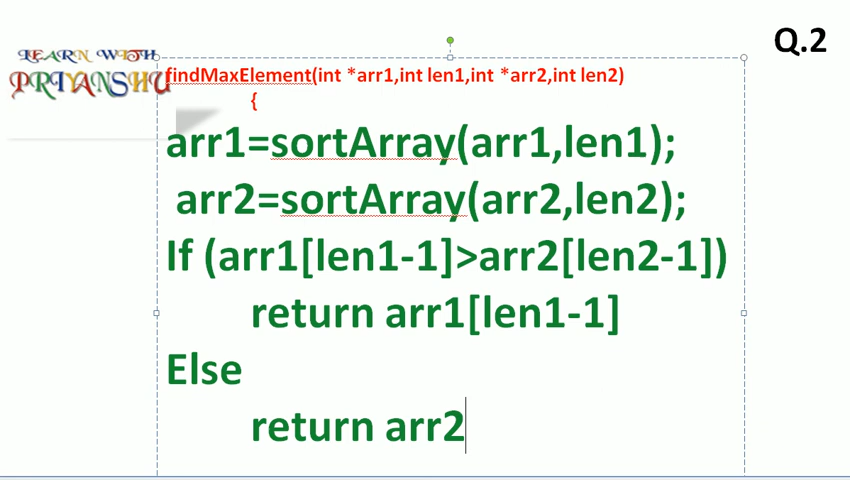 Q.2
LEARN WITH
PRIYANSHU
findMaxElement(int *arr1,int len1,int *arr2,int len2)
{
arr1=sortArray(arr1,len1);
arr2=sortArray(arr2,len2);
If (arr1[len1-1]>arr2[len2-1])
return arr1[len1-1]
Else
return arr2